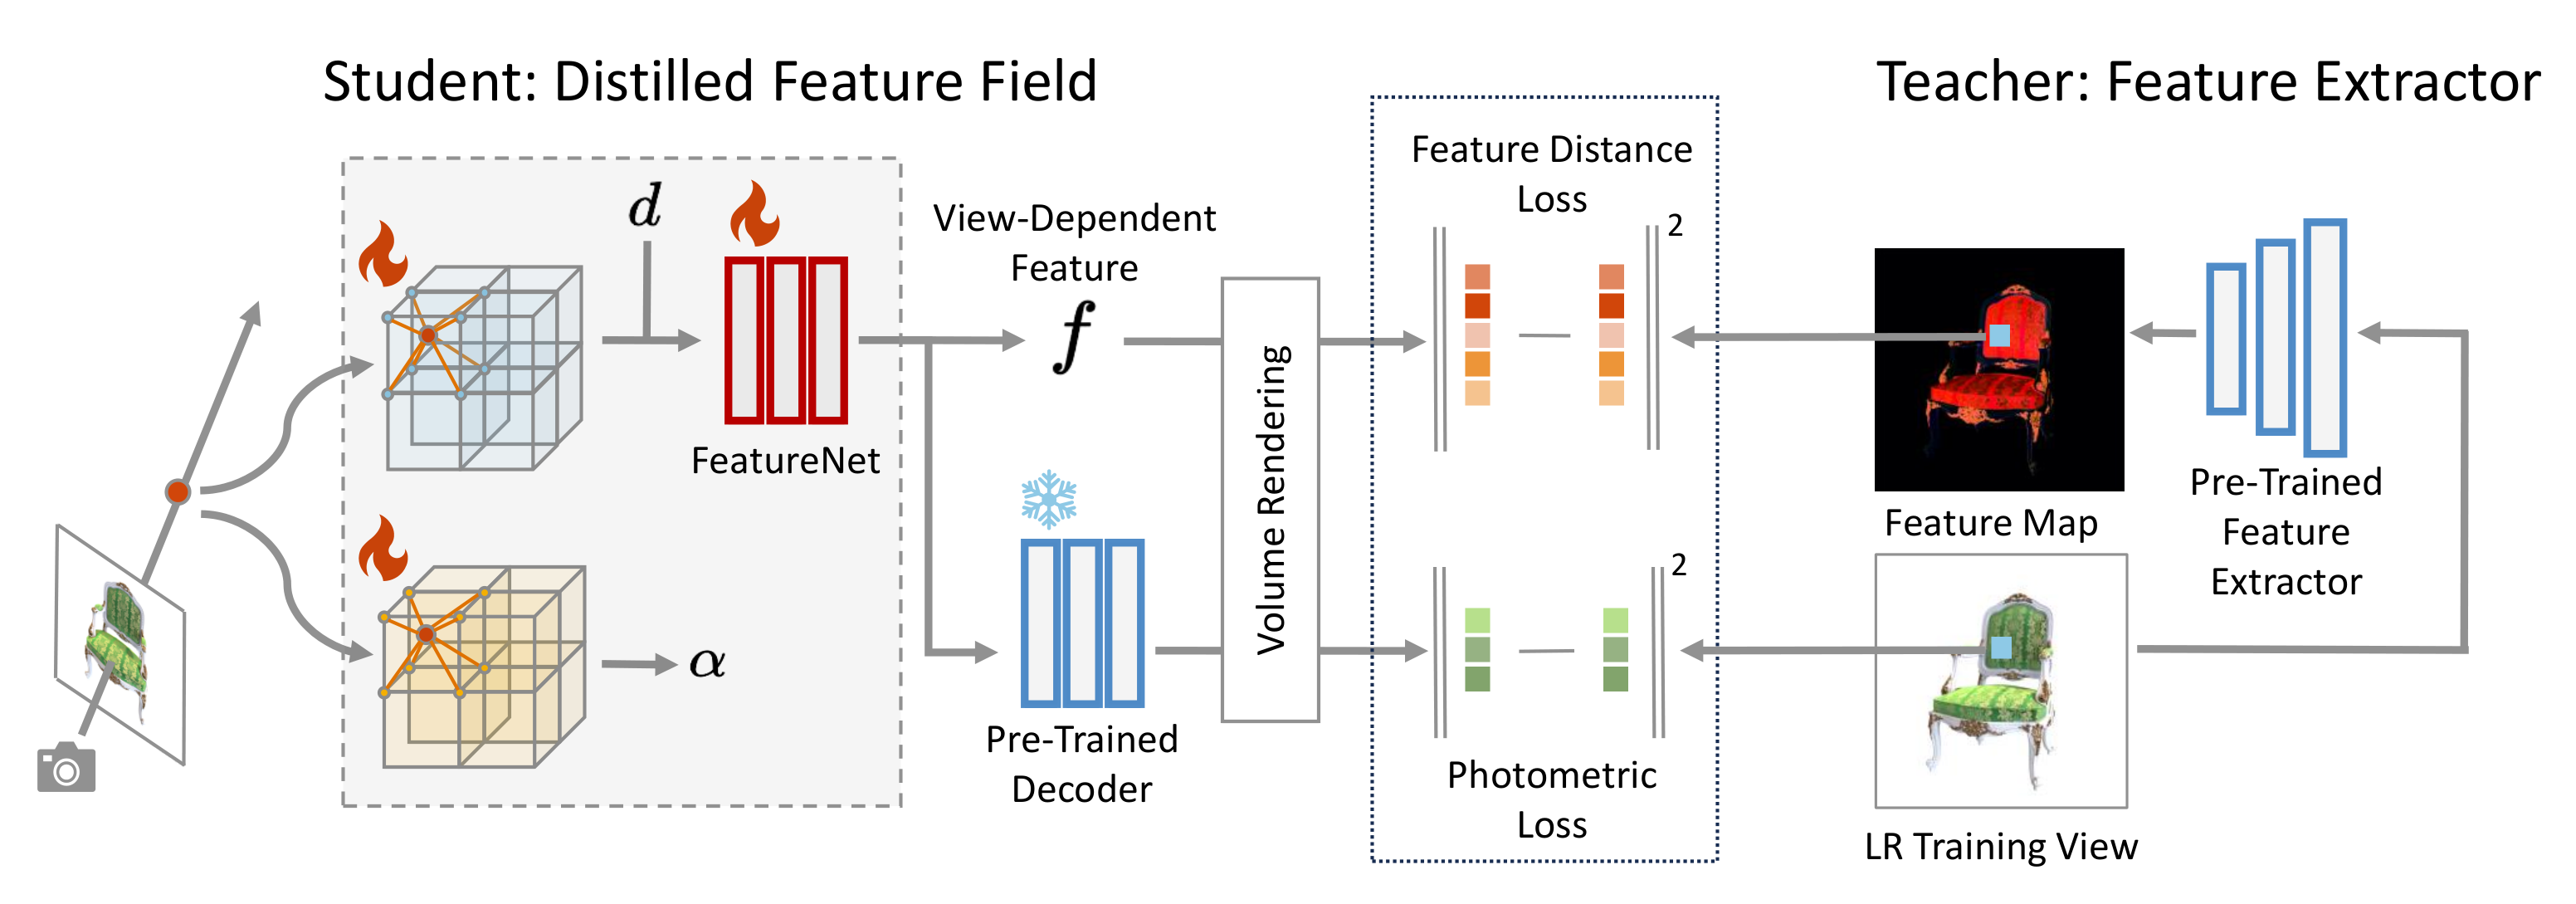 Student: Distilled Feature Field
Teacher: Feature Extractor
d
FeatureNet
α
View-Dependent
Feature
f
Pre-Trained
Decoder
Volume Rendering
Feature Distance
Loss
2
2
Photometric
Loss
Feature Map
LR Training View
Pre-Trained
Feature
Extractor